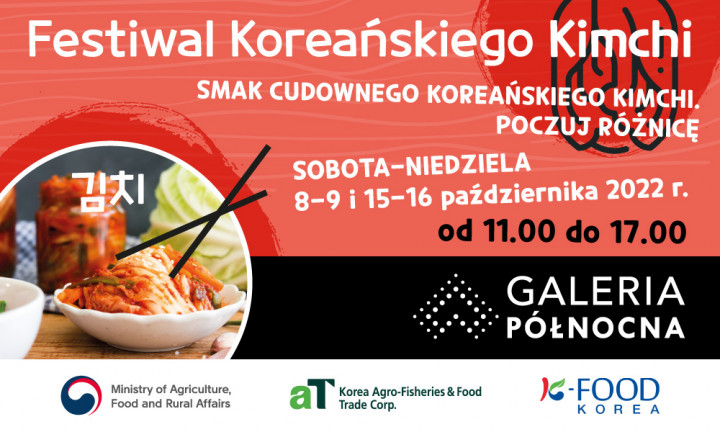 Festiwal Koreańskiego Kimchi
SMAK CUDOWNEGO KOREAŃSKIEGO KIMCHI.
POCZUJ RÓŻNICĘ
SOBOTA-NIEDZIELA
8-9 i 15-16 października 2022 r.
od 11.00 do 17.00
김치
GALERIA
PÓŁNOCNA
Ministry of Agriculture,
Food and Rural Affairs
aT Korea Agro-Fisheries & Food
Trade Corp.
K-FOOD
KOREA